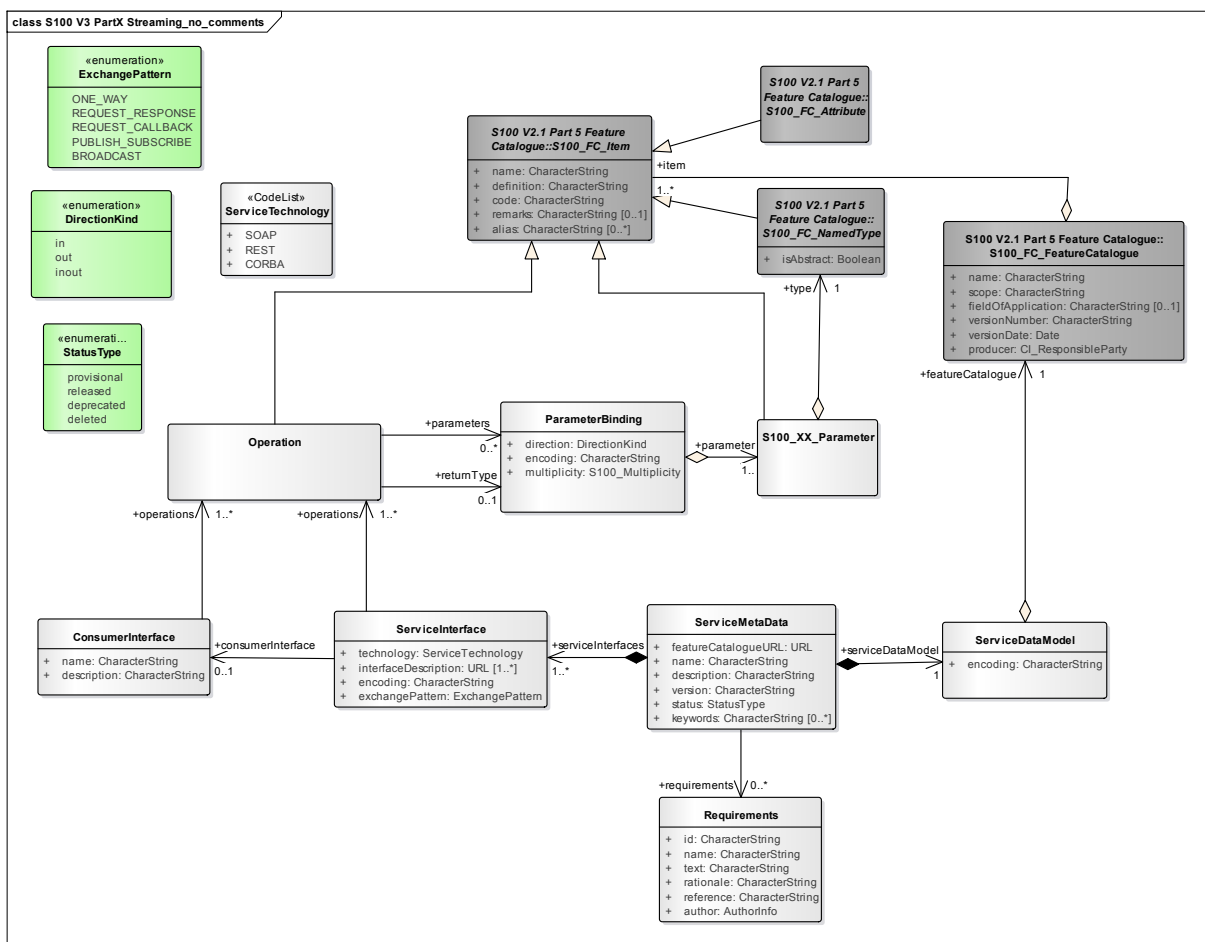 class S100 V3 PartX Streaming_no_comments
«enumeration»
ExchangePattern
ONE_WAY
REQUEST_RESPONSE
REQUEST_CALLBACK
PUBLISH_SUBSCRIBE
BROADCAST
«enumeration»
DirectionKind
in
out
inout
«CodeList»
ServiceTechnology
+ SOAP
+ REST
+ CORBA
«enumerati...
StatusType
provisional
released
deprecated
deleted
S100 V2.1 Part 5 Feature
Catalogue::S100_FC_Item
+ name: CharacterString
+ definition: CharacterString
+ code: CharacterString
+ remarks: CharacterString [0..1]
+ alias: CharacterString [0..*]
S100 V2.1 Part 5
Feature Catalogue::
S100_FC_Attribute
+item
1..*
S100 V2.1 Part 5
Feature Catalogue::
S100_FC_NamedType
+ isAbstract: Boolean
+type
1
S100 V2.1 Part 5 Feature Catalogue::
S100_FC_FeatureCatalogue
+ name: CharacterString
+ scope: CharacterString
+ fieldOfApplication: CharacterString [0..1]
+ versionNumber: CharacterString
+ versionDate: Date
+ producer: CI_ResponsibleParty
+featureCatalogue
1
Operation
+parameters
0..*
+returnType
0..1
ParameterBinding
+ direction: DirectionKind
+ encoding: CharacterString
+ multiplicity: S100_Multiplicity
+parameter
1..
S100_XX_Parameter
+operations
1..*
+operations
1..*
ConsumerInterface
+ name: CharacterString
+ description: CharacterString
+consumerInterface
0..1
ServiceInterface
+ technology: ServiceTechnology
+ interfaceDescription: URL [1..*]
+ encoding: CharacterString
+ exchangePattern: ExchangePattern
+serviceInterfaces
1..*
ServiceMetaData
+ featureCatalogueURL: URL
+ name: CharacterString
+ description: CharacterString
+ version: CharacterString
+ status: StatusType
+ keywords: CharacterString [0..*]
+serviceDataModel
1
ServiceDataModel
+ encoding: CharacterString
+requirements
0..*
Requirements
+ id: CharacterString
+ name: CharacterString
+ text: CharacterString
+ rationale: CharacterString
+ reference: CharacterString
+ author: AuthorInfo